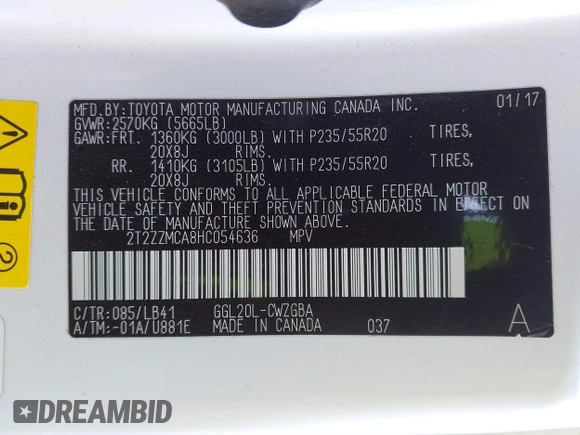 MFD.BY:TOYOTA MOTOR MANUFACTURING CANADA INC. 01/17
GVWR:2570KG (5665LB)
GAWR:FRT. 1360KG (3000LB) WITH P235/55R20 TIRES,
20X8J RIMS.
RR. 1410KG (3105LB) WITH P235/55R20 TIRES,
20X8J RIMS.
THIS VEHICLE CONFORMS TO ALL APPLICABLE FEDERAL MOTOR
VEHICLE SAFETY AND THEFT PREVENTION STANDARDS IN EFFECT ON
THE DATE OF MANUFACTURE SHOWN ABOVE.
2T2ZZMCA8HC054636 MPV
C/TR:085/LB41 GGL20L-CWZGBA
A/TM:-01A/U881E MADE IN CANADA 037 A
2
DREAMBID